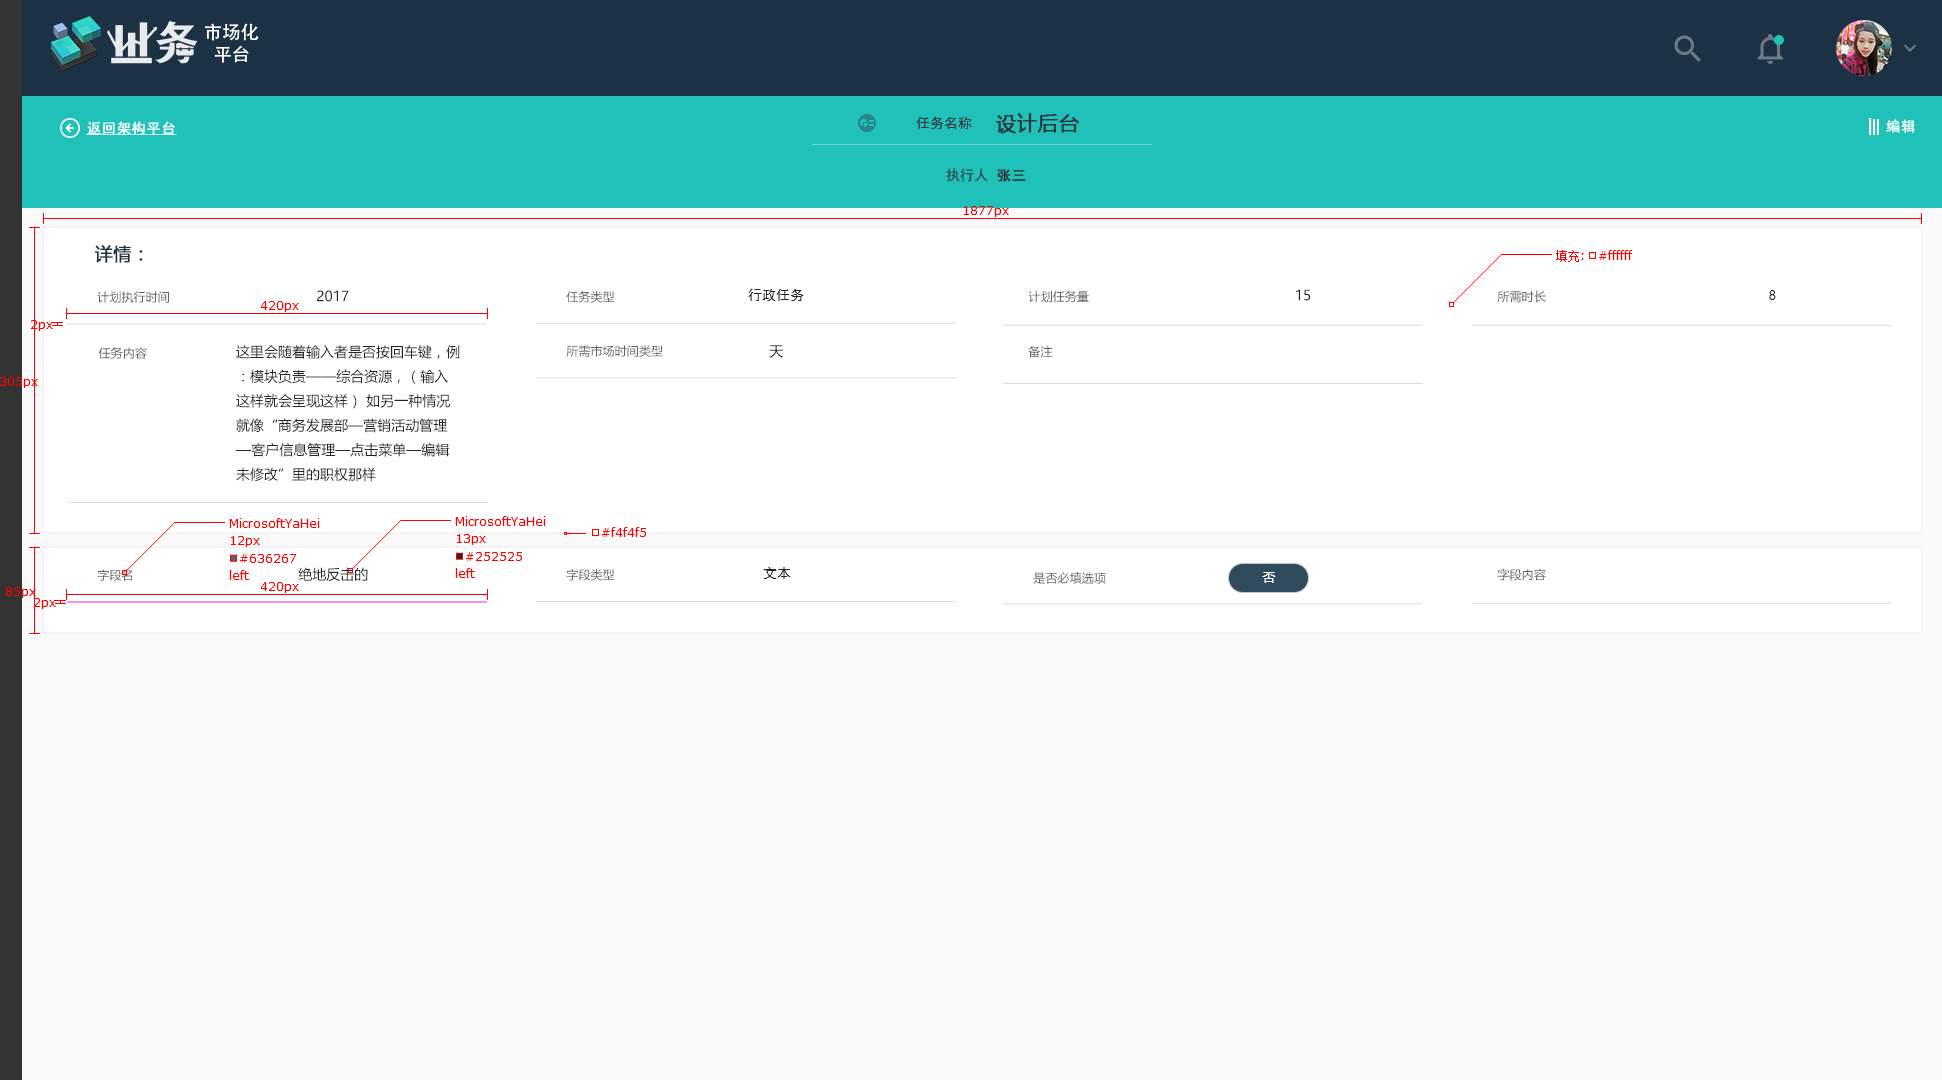 业务 市场化
平台
返回架构平台
任务名称 设计后台
编辑
执行人 张三
1877px
详情：
填充: #ffffff
计划执行时间 2017
任务类型 行政任务
计划任务量 15
所需时长 8
420px
2px
任务内容
这里会随着输入者是否按回车键，例
：模块负责——综合资源，（ 输入
这样就会呈现这样 ） 如另一种情况
就像“商务发展部—营销活动管理
—客户信息管理—点击菜单—编辑
未修改”里的职权那样
所需市场时间类型 天
备注
305px
MicrosoftYaHei
12px
#636267
left
MicrosoftYaHei
13px
#252525
left
#f4f4f5
字段名 绝地反击的
字段类型 文本
是否必填选项 否
字段内容
420px
85px
2px